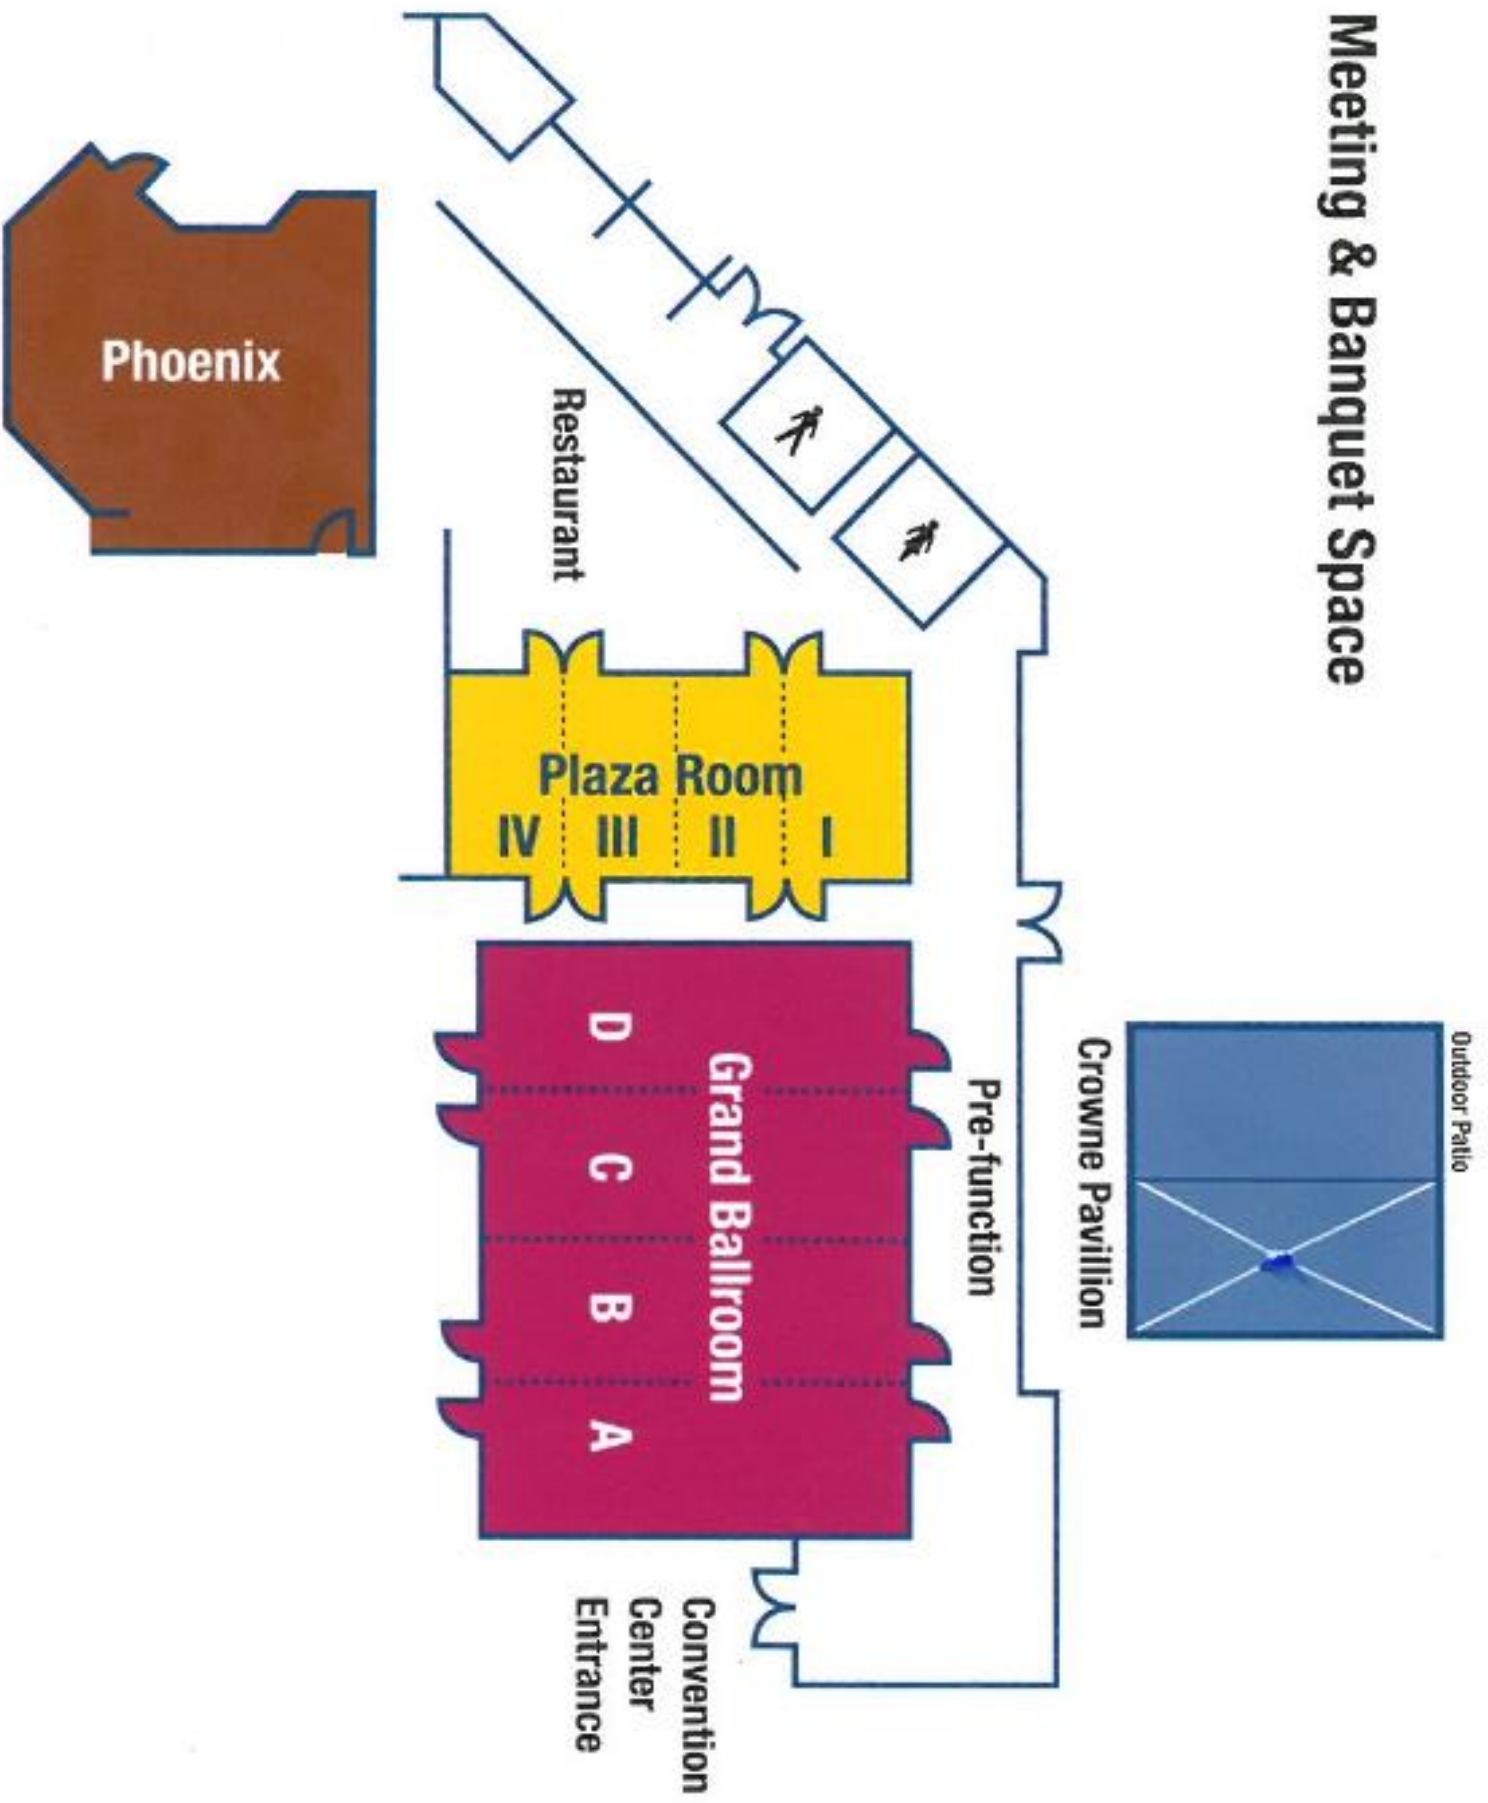 Meeting & Banquet Space
Outdoor Patio
Crowne Pavillion
Pre-function
Grand Ballroom
D C B A
Convention
Center
Entrance
Plaza Room
IV III II I
Restaurant
Phoenix